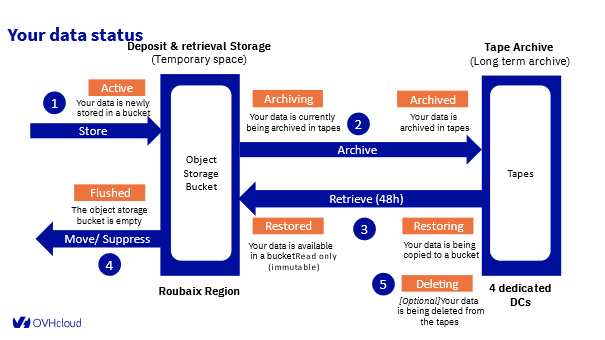 Your data status
Deposit & retrieval Storage
(Temporary space)
Tape Archive
(Long term archive)
1
Active
Your data is newly
stored in a bucket
Store
Archiving
Your data is currently
being archived in tapes
2
Archived
Your data is
archived in tapes
Archive
Object
Storage
Bucket
Tapes
Flushed
The object storage
bucket is empty
Move/ Suppress
4
Retrieve (48h)
Restored
Your data is available
in a bucketRead only
(immutable)
3
Restoring
Your data is being
copied to a bucket
5
Deleting
[Optional]Your data
is being deleted from
the tapes
Roubaix Region
4 dedicated
DCs
OVHcloud